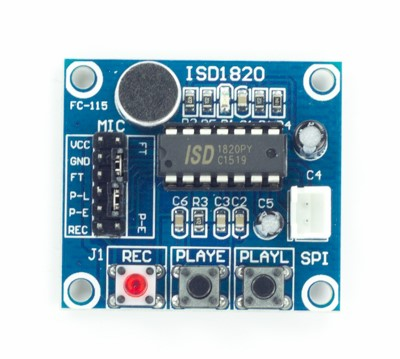 ISD1820
FC-115
MIC
VCC
GND
FT
P-L
P-E
REC
FT
P-E
ISD 1820PY
C1519
C4
C6 R3 C3 C2 C5
J1 REC PLAYE PLAYL SPI